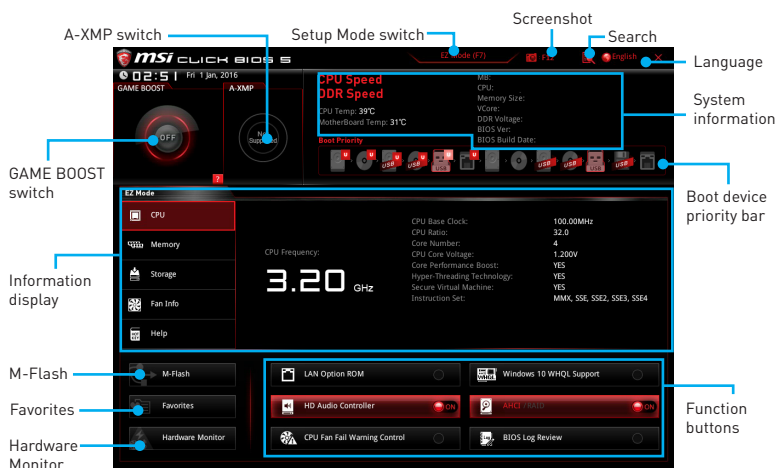 A-XMP switch
Setup Mode switch
Screenshot
Search
Language
System information
GAME BOOST switch
Boot device priority bar
Information display
M-Flash
Favorites
Hardware Monitor
Function buttons
msi CLICK BIOS 5
EZ Mode (F7)
F12
English
X
02:51 Fri 1 Jan, 2016
GAME BOOST
A-XMP
OFF
Not Supported
?
CPU Speed
DDR Speed
CPU Temp: 39°C
MotherBoard Temp: 31°C
MB:
CPU:
Memory Size:
VCore:
DDR Voltage:
BIOS Ver:
BIOS Build Date:
Boot Priority
U U U U U U
USB USB USB USB USB USB
EZ Mode
CPU
Memory
Storage
Fan Info
Help
CPU Frequency:
3.20 GHz
CPU Base Clock: 100.00MHz
CPU Ratio: 32.0
Core Number: 4
CPU Core Voltage: 1.200V
Core Performance Boost: YES
Hyper-Threading Technology: YES
Secure Virtual Machine: YES
Instruction Set: MMX, SSE, SSE2, SSE3, SSE4
M-Flash
Favorites
Hardware Monitor
LAN Option ROM
HD Audio Controller ON
CPU Fan Fail Warning Control
WHQL Windows 10 WHQL Support
AHCI /RAID ON
BIOS Log Review